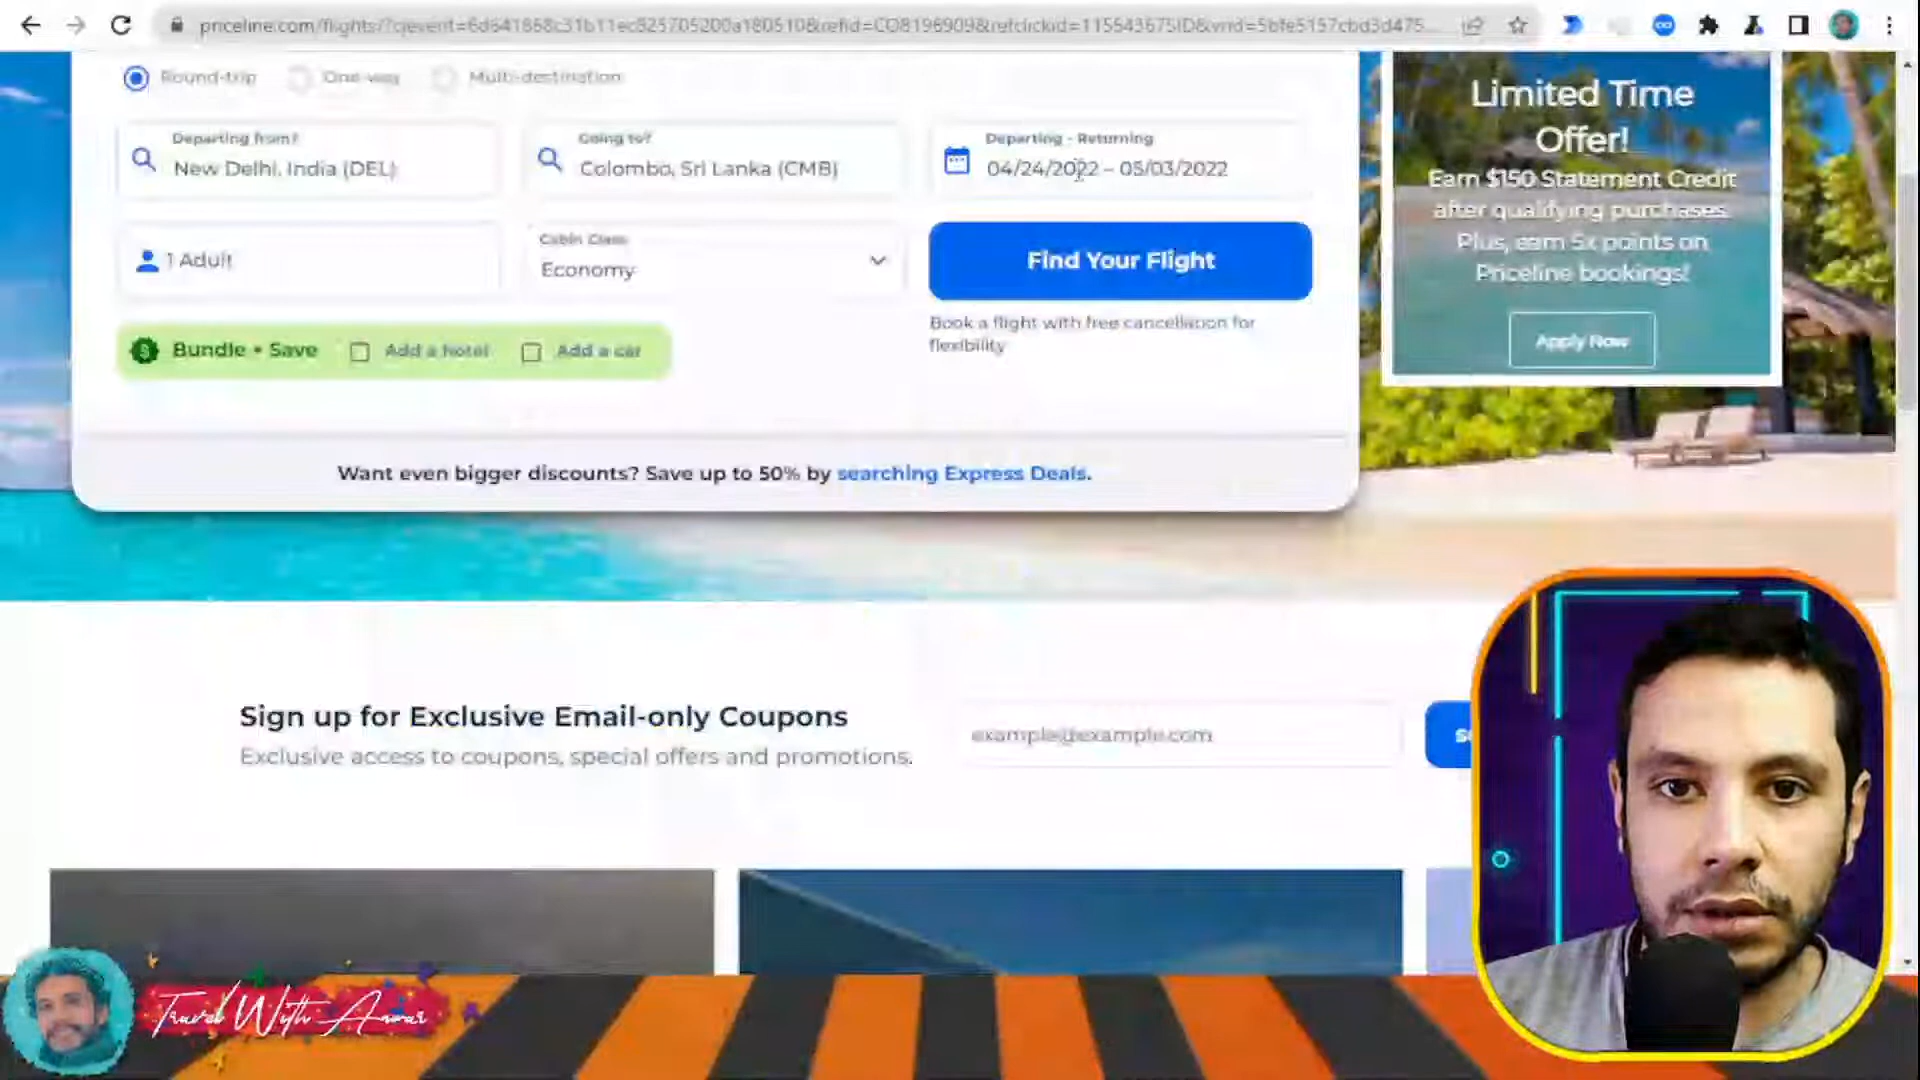 Round-trip
One-way
Multi-destination
Departing from?
New Delhi, India (DEL)
Going to?
Colombo, Sri Lanka (CMB)
Departing - Returning
04/24/2022 – 05/03/2022
1 Adult
Cabin Class
Economy
Find Your Flight
Book a flight with free cancellation for
flexibility
Bundle + Save
Add a hotel
Add a car
Want even bigger discounts? Save up to 50% by searching Express Deals.
Limited Time
Offer!
Earn $150 Statement Credit
after qualifying purchases.
Plus, earn 5x points on
Priceline bookings!
Apply Now
Sign up for Exclusive Email-only Coupons
Exclusive access to coupons, special offers and promotions.
example@example.com
Travel With Anwar